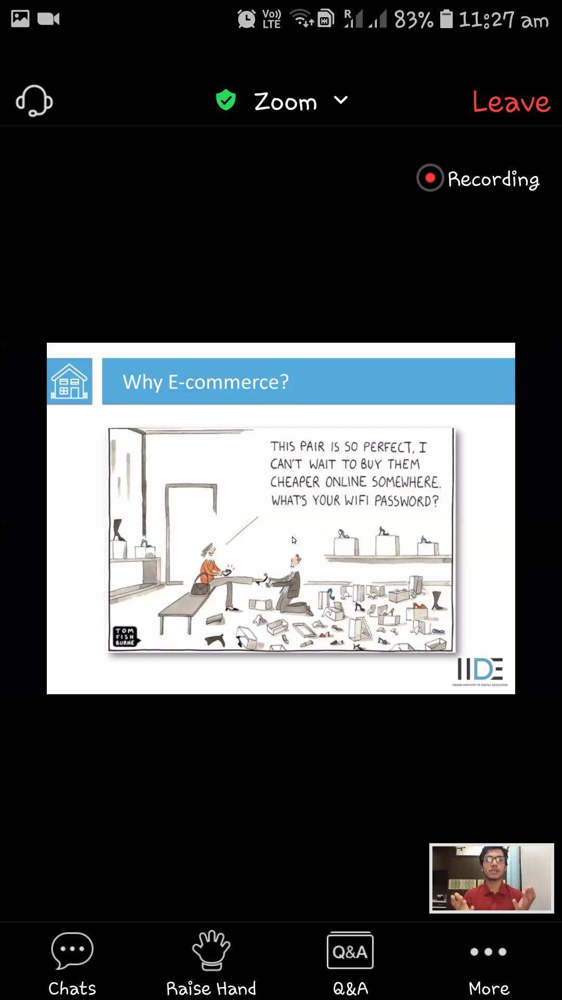 Vo)) LTE R 83% 11:27 am
Zoom Leave
Recording
Why E-commerce?
THIS PAIR IS SO PERFECT, I
CAN'T WAIT TO BUY THEM
CHEAPER ONLINE SOMEWHERE.
WHAT'S YOUR WIFI PASSWORD?
TOM
FISH
BURNE
IIDE
INDIAN INSTITUTE OF DIGITAL EDUCATION
Q&A
Chats Raise Hand Q&A More